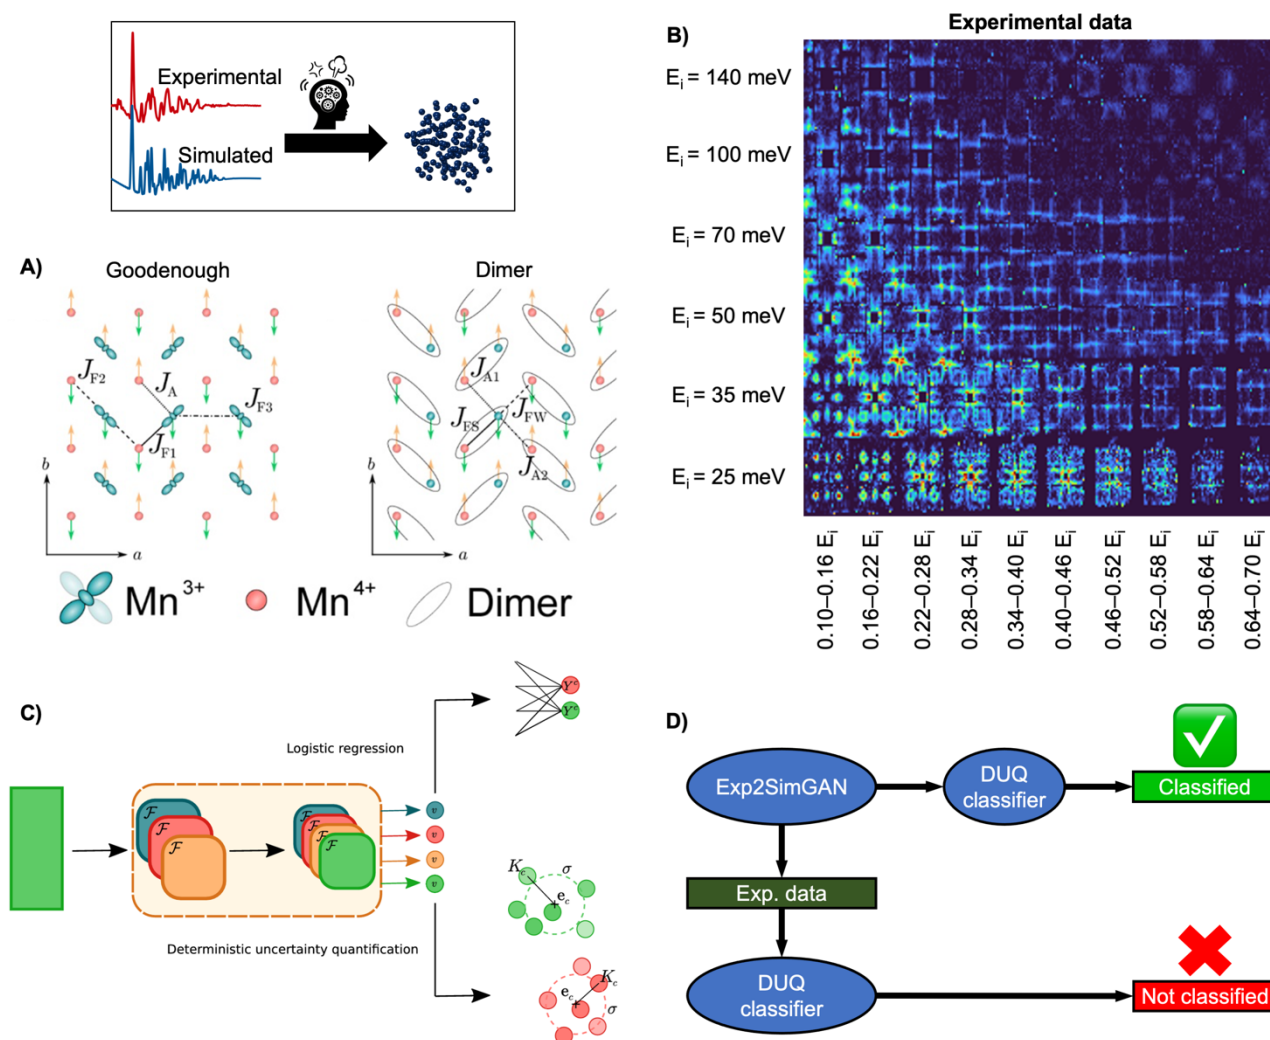 Experimental
Simulated
A)
Goodenough
Dimer
J_F2
J_A
J_F3
J_F1
b
a
J_A1
J_FS
J_FW
J_A2
b
a
Mn3+
Mn4+
Dimer
B)
Experimental data
Ei = 140 meV
Ei = 100 meV
Ei = 70 meV
Ei = 50 meV
Ei = 35 meV
Ei = 25 meV
0.10–0.16 Ei
0.16–0.22 Ei
0.22–0.28 Ei
0.28–0.34 Ei
0.34–0.40 Ei
0.40–0.46 Ei
0.46–0.52 Ei
0.52–0.58 Ei
0.58–0.64 Ei
0.64–0.70 Ei
C)
Logistic regression
Y^c
Y^c
F
F
F
F
F
F
F
v
v
v
v
K_c
σ
e_c
Deterministic uncertainty quantification
K_c
e_c
σ
D)
Exp2SimGAN
DUQ
classifier
Classified
Exp. data
DUQ
classifier
Not classified